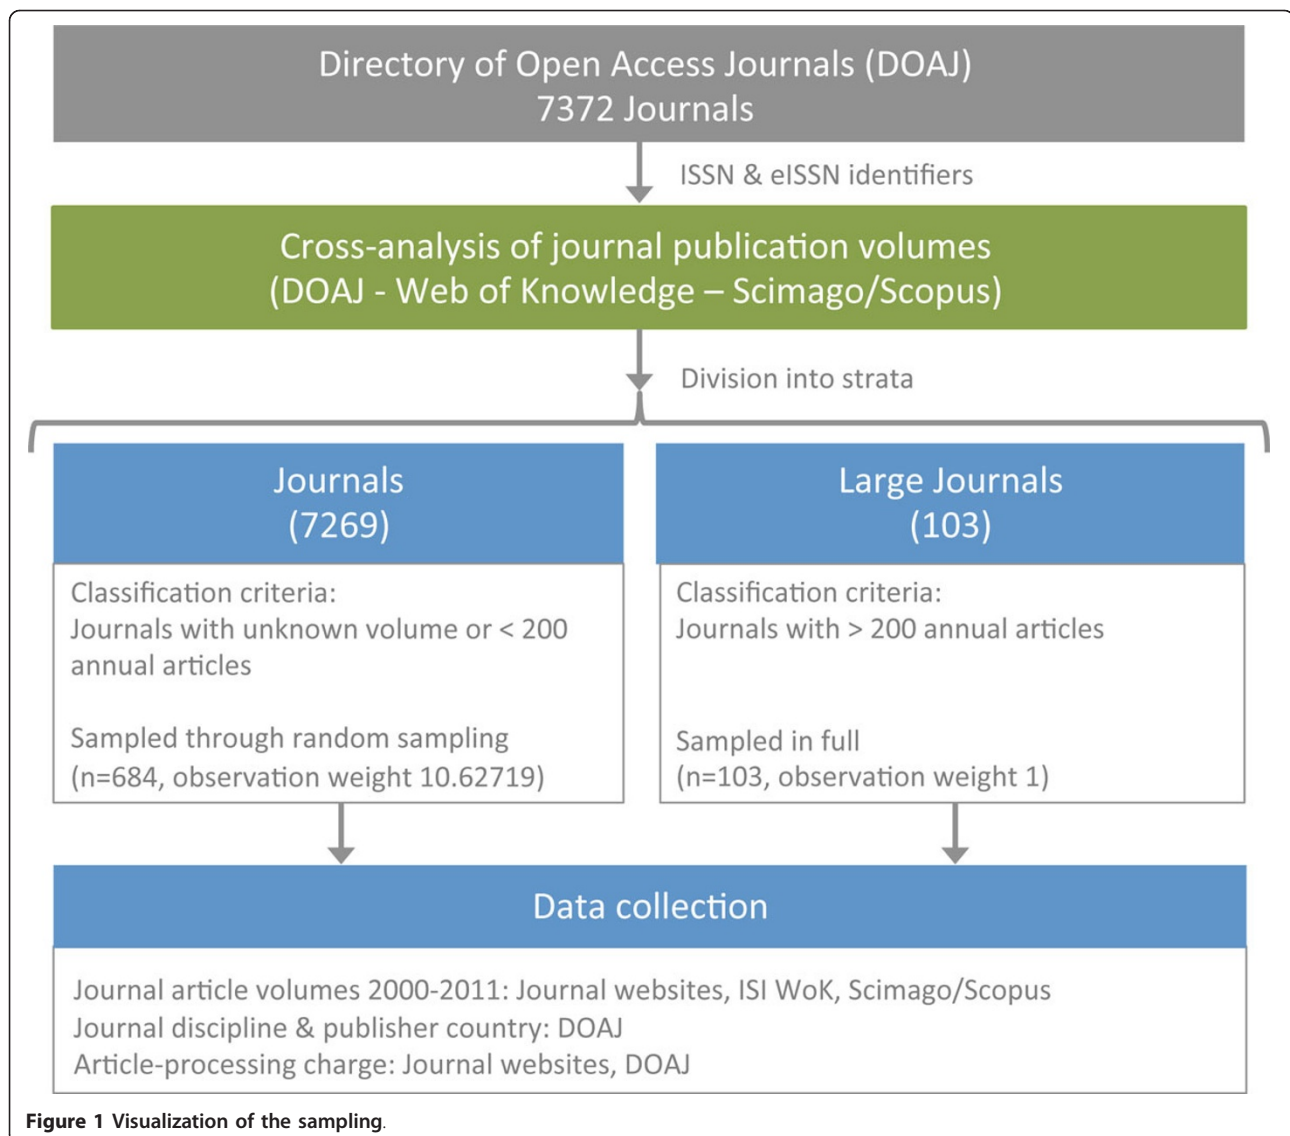 Directory of Open Access Journals (DOAJ)
7372 Journals
ISSN & eISSN identifiers
Cross-analysis of journal publication volumes
(DOAJ - Web of Knowledge – Scimago/Scopus)
Division into strata
Journals
(7269)
Classification criteria:
Journals with unknown volume or < 200
annual articles
Sampled through random sampling
(n=684, observation weight 10.62719)
Large Journals
(103)
Classification criteria:
Journals with > 200 annual articles
Sampled in full
(n=103, observation weight 1)
Data collection
Journal article volumes 2000-2011: Journal websites, ISI WoK, Scimago/Scopus
Journal discipline & publisher country: DOAJ
Article-processing charge: Journal websites, DOAJ
Figure 1 Visualization of the sampling.